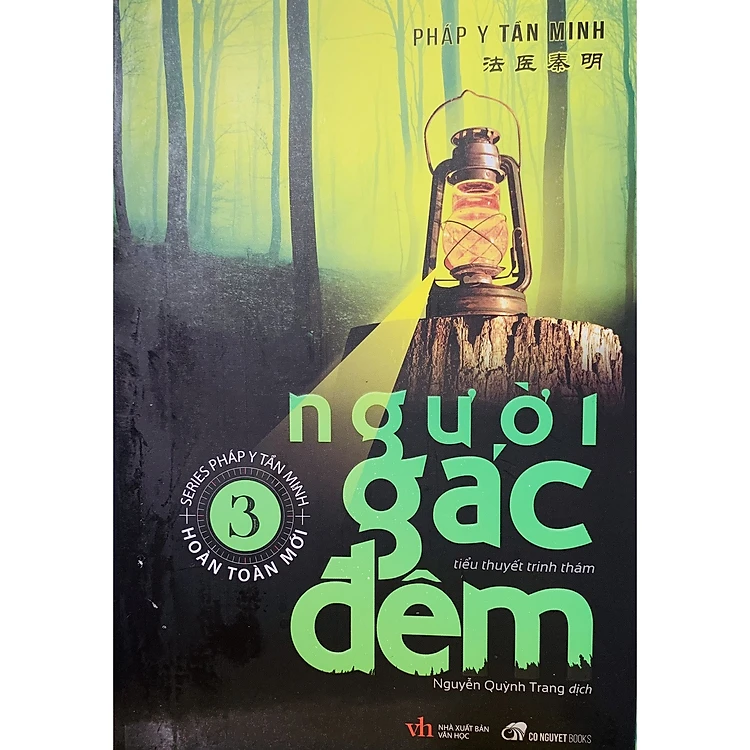 PHÁP Y TẦN MINH
法医秦明
người
gác
đêm
SERIES PHÁP Y TẦN MINH
3
HOÀN TOÀN MỚI
tiểu thuyết trinh thám
Nguyễn Quỳnh Trang dịch
vh NHÀ XUẤT BẢN
VĂN HỌC
CO NGUYET BOOKS